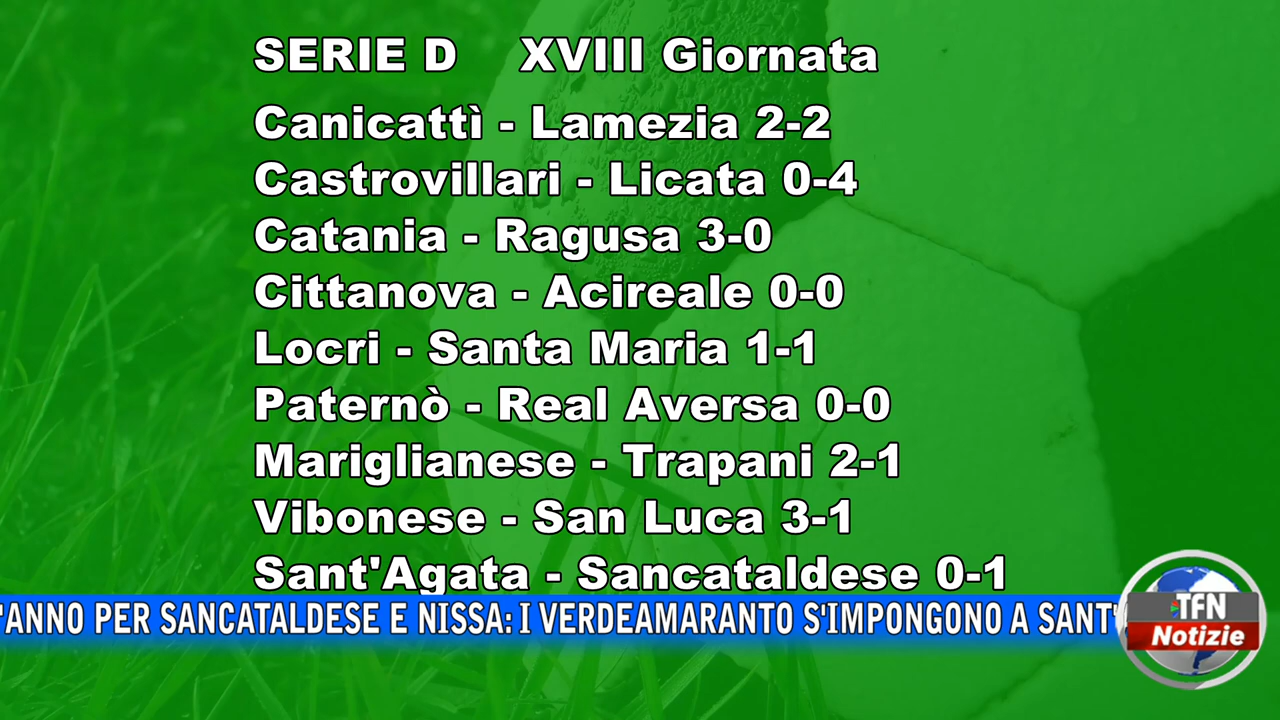 SERIE D XVIII Giornata
Canicattì - Lamezia 2-2
Castrovillari - Licata 0-4
Catania - Ragusa 3-0
Cittanova - Acireale 0-0
Locri - Santa Maria 1-1
Paternò - Real Aversa 0-0
Mariglianese - Trapani 2-1
Vibonese - San Luca 3-1
Sant'Agata - Sancataldese 0-1
'ANNO PER SANCATALDESE E NISSA: I VERDEAMARANTO S'IMPONGONO A SANT'
TFN
Notizie